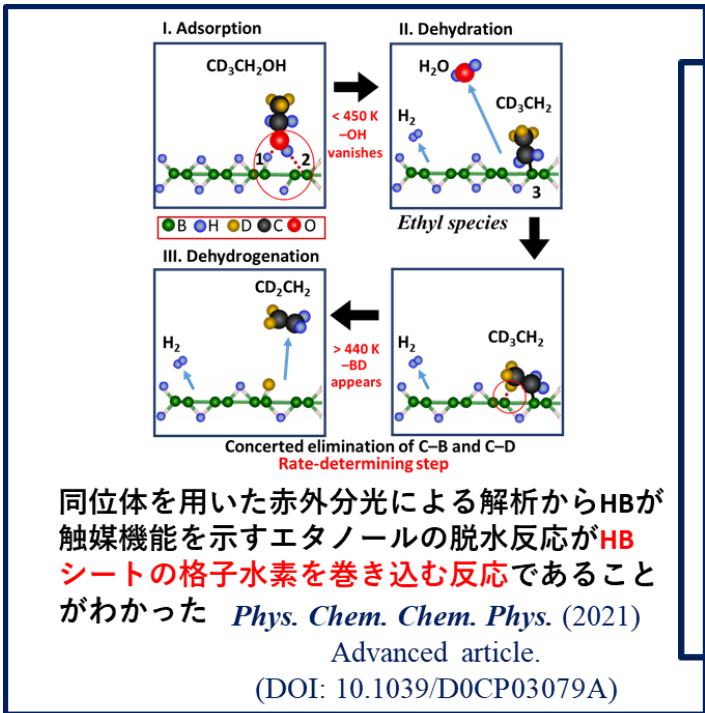 I. Adsorption
CD₃CH₂OH
1
2
B H D C O
< 450 K
–OH
vanishes
II. Dehydration
H₂O
H₂
CD₃CH₂
3
Ethyl species
CD₃CH₂
H₂
> 440 K
–BD
appears
III. Dehydrogenation
CD₂CH₂
H₂
Concerted elimination of C–B and C–D
Rate-determining step
同位体を用いた赤外分光による解析からHBが
触媒機能を示すエタノールの脱水反応がHB
シートの格子水素を巻き込む反応であること
がわかった Phys. Chem. Chem. Phys. (2021)
Advanced article.
(DOI: 10.1039/D0CP03079A)